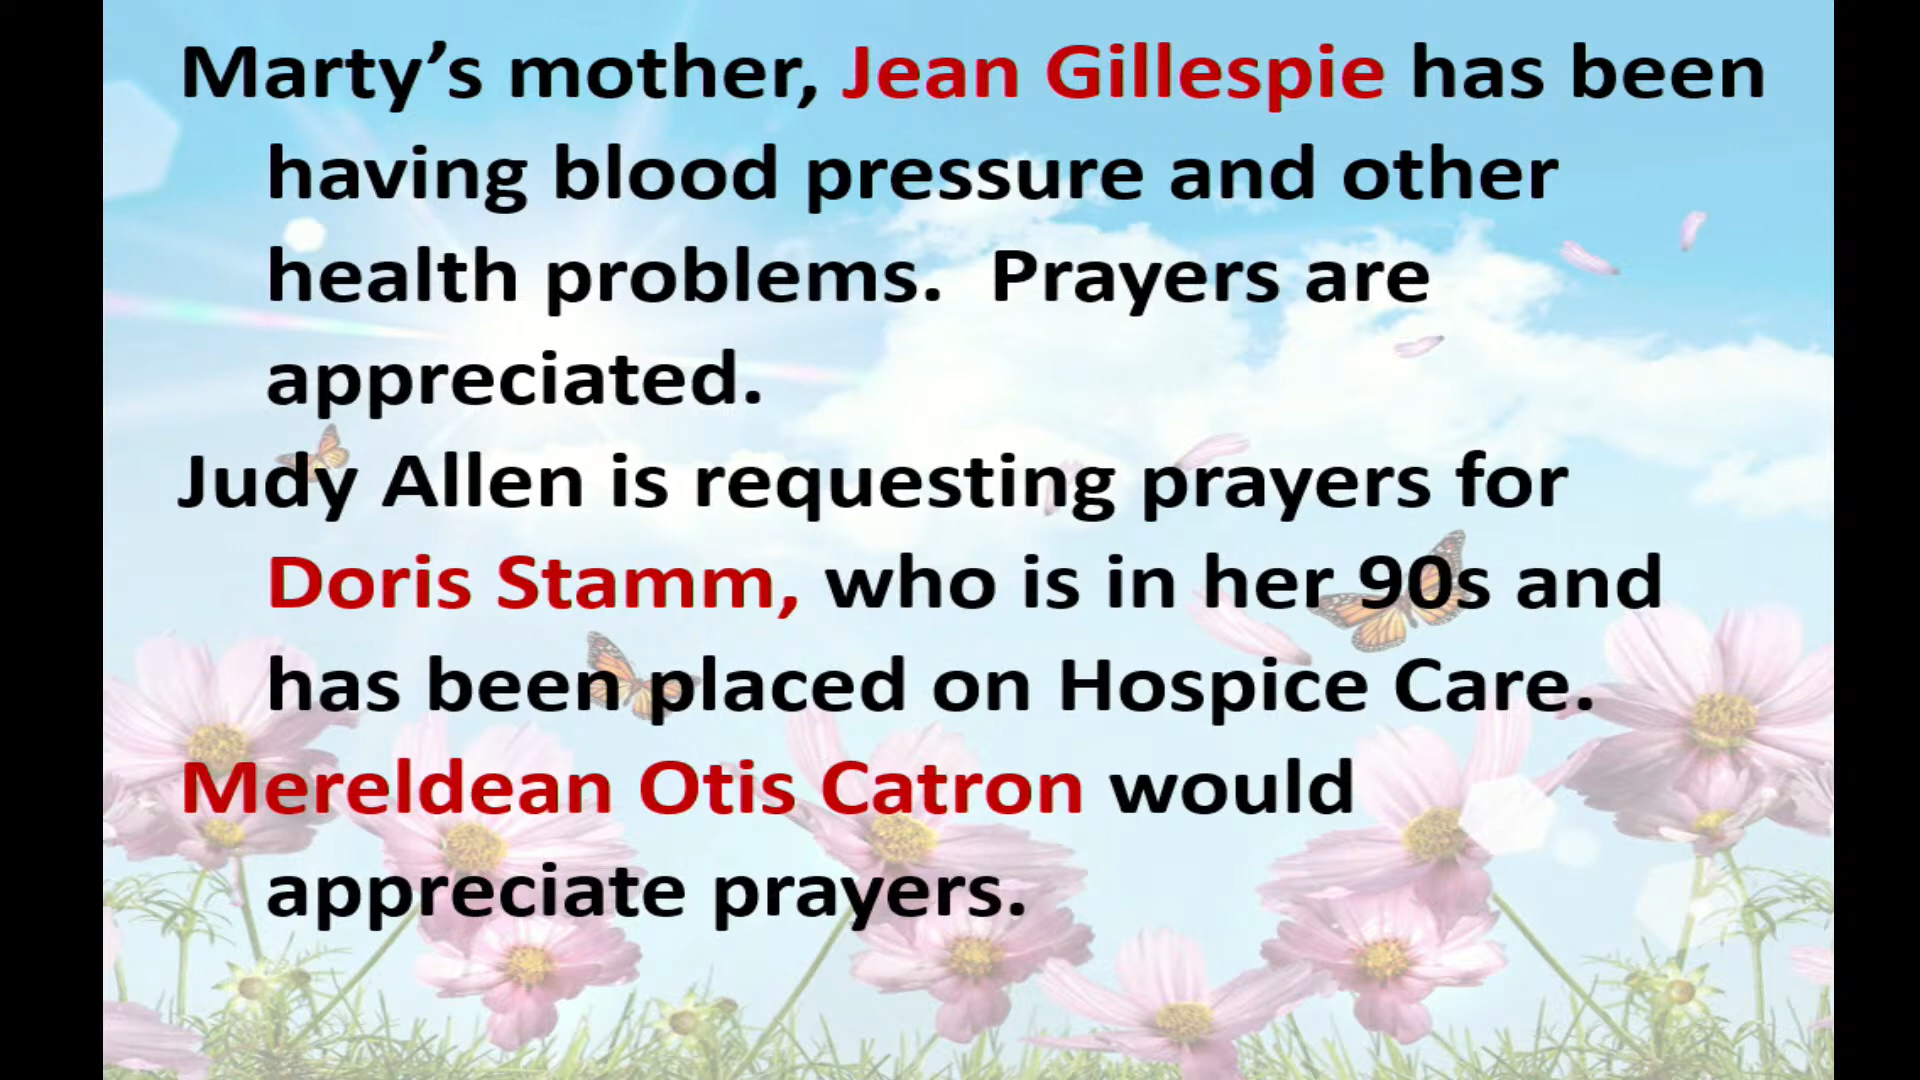 Marty’s mother, Jean Gillespie has been
having blood pressure and other
health problems.  Prayers are
appreciated.
Judy Allen is requesting prayers for
Doris Stamm, who is in her 90s and
has been placed on Hospice Care.
Mereldean Otis Catron would
appreciate prayers.